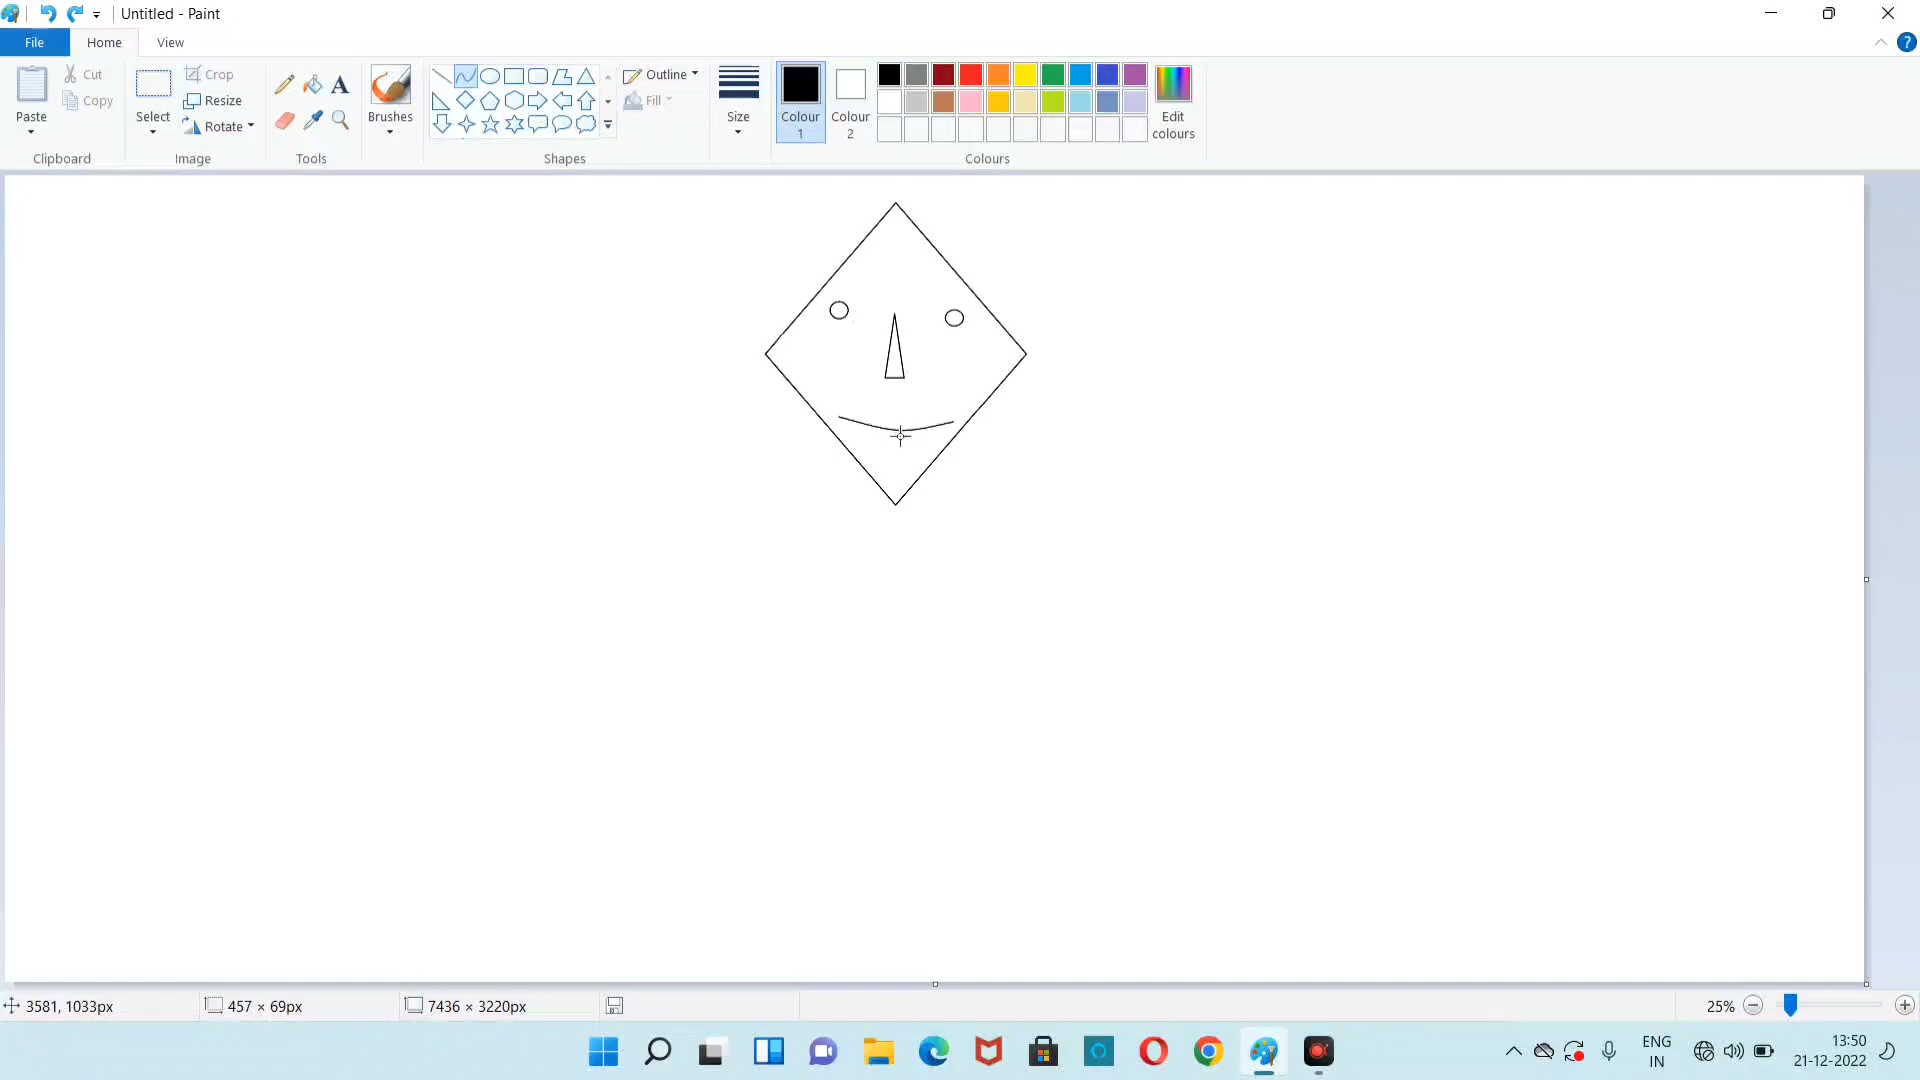 Untitled - Paint
File Home View
Cut Crop Outline
Copy Resize Fill
Paste Select Rotate A Brushes Size Colour 1 Colour 2 Edit colours
Clipboard Image Tools Shapes Colours
3581, 1033px 457 × 69px 7436 × 3220px 25%
ENG 13:50
IN 21-12-2022